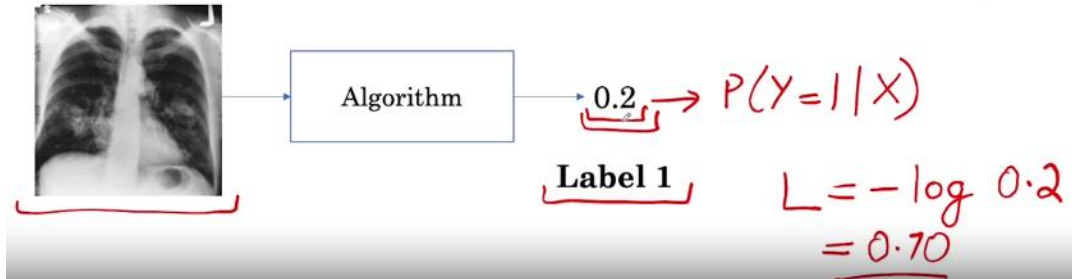 Algorithm
0.2 → P(Y=1|X)
Label 1
L = - log 0.2
= 0.70